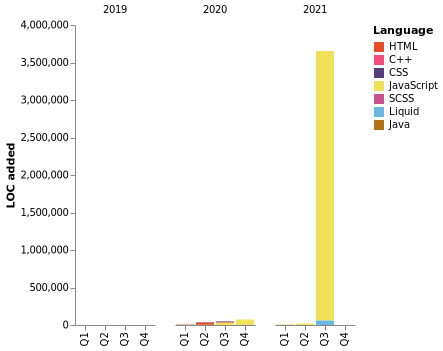 2019 2020 2021
4,000,000
3,500,000
3,000,000
2,500,000
2,000,000
1,500,000
1,000,000
500,000
0
LOC added
Q1 Q2 Q3 Q4 Q1 Q2 Q3 Q4 Q1 Q2 Q3 Q4
Language
HTML
C++
CSS
JavaScript
SCSS
Liquid
Java